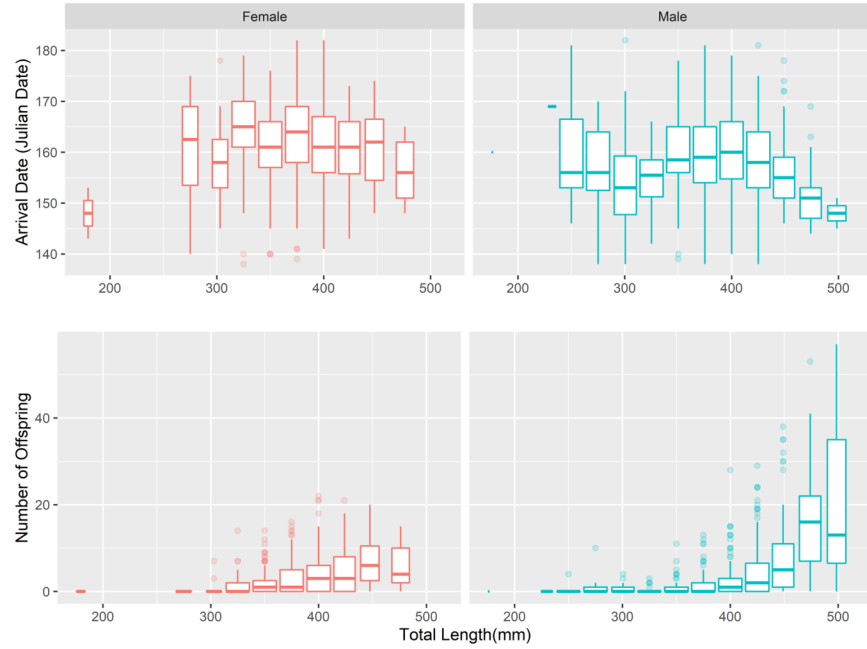 Female Male
Arrival Date (Julian Date)
180
170
160
150
140
200 300 400 500 200 300 400 500
Number of Offspring
40
20
0
200 300 400 500 200 300 400 500
Total Length(mm)